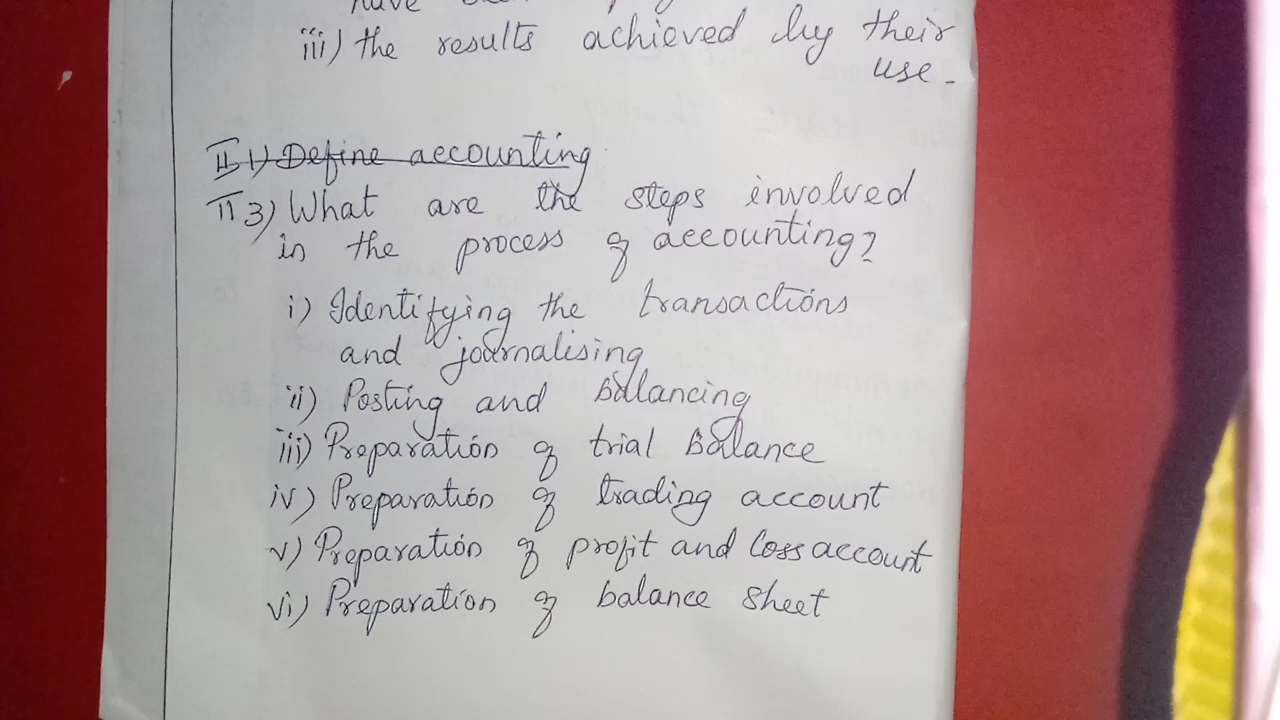 have
iii) the results achieved by their
use -
II 1) Define accounting
II 3) What are the steps involved
in the process of accounting?
i) Identifying the transactions
and journalising
ii) Posting and Balancing
iii) Preparation of trial Balance
iv) Preparation of trading account
v) Preparation of profit and loss account
vi) Preparation of balance sheet